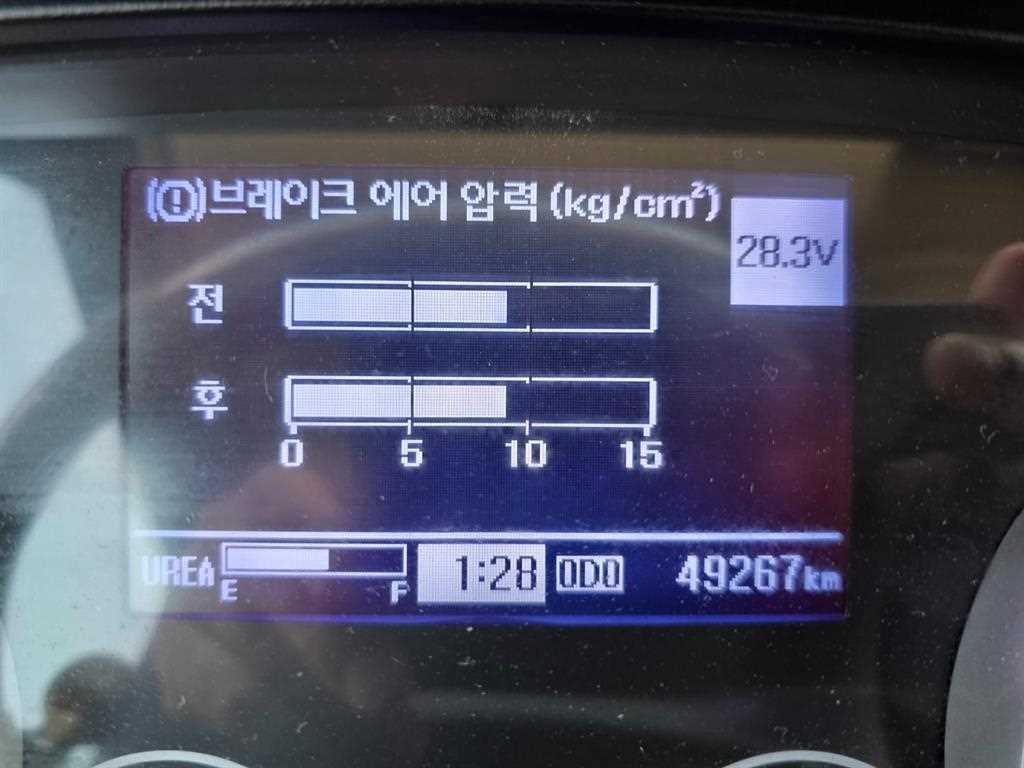 (!)브레이크 에어 압력 (kg/cm²)
28.3V
전
후
0 5 10 15
UREA E F 1:28 ODO 49267km